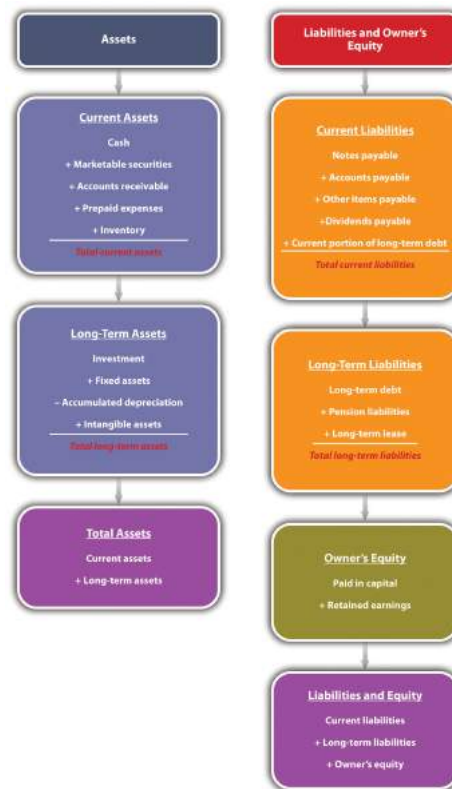 Assets
Current Assets
Cash
+ Marketable securities
+ Accounts receivable
+ Prepaid expenses
+ Inventory
Total current assets
Long-Term Assets
Investment
+ Fixed assets
− Accumulated depreciation
+ Intangible assets
Total long-term assets
Total Assets
Current assets
+ Long-term assets
Liabilities and Owner's
Equity
Current Liabilities
Notes payable
+ Accounts payable
+ Other items payable
+Dividends payable
+ Current portion of long-term debt
Total current liabilities
Long-Term Liabilities
Long-term debt
+ Pension liabilities
+ Long-term lease
Total long-term liabilities
Owner's Equity
Paid in capital
+ Retained earnings
Liabilities and Equity
Current liabilities
+ Long-term liabilities
+ Owner's equity